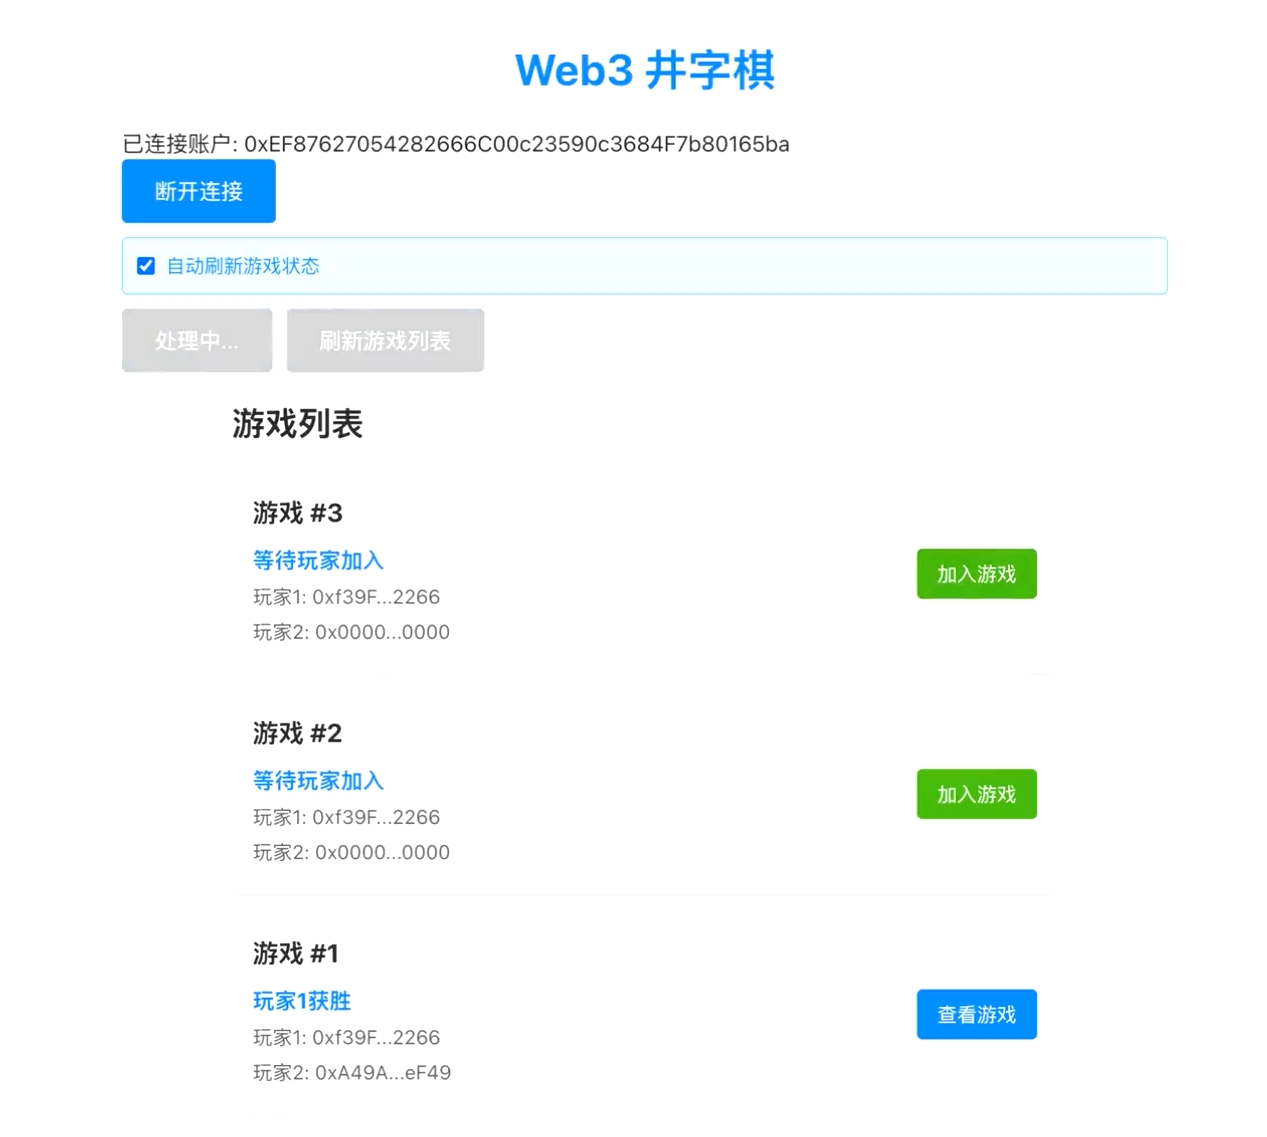 Web3 井字棋
已连接账户: 0xEF87627054282666C00c23590c3684F7b80165ba
断开连接
自动刷新游戏状态
处理中...
刷新游戏列表
游戏列表
游戏 #3
等待玩家加入
玩家1: 0xf39F...2266
玩家2: 0x0000...0000
加入游戏
游戏 #2
等待玩家加入
玩家1: 0xf39F...2266
玩家2: 0x0000...0000
加入游戏
游戏 #1
玩家1获胜
玩家1: 0xf39F...2266
玩家2: 0xA49A...eF49
查看游戏